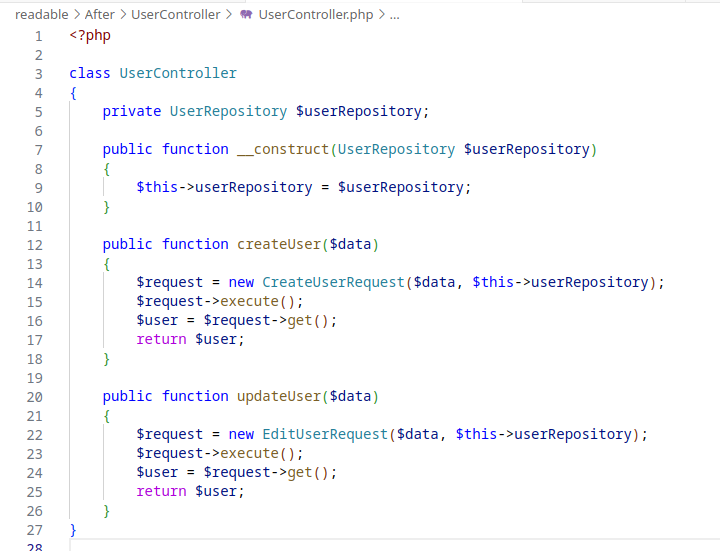 readable > After > UserController > UserController.php > ...
1 <?php
2
3 class UserController
4 {
5     private UserRepository $userRepository;
6
7     public function __construct(UserRepository $userRepository)
8     {
9         $this->userRepository = $userRepository;
10     }
11
12     public function createUser($data)
13     {
14         $request = new CreateUserRequest($data, $this->userRepository);
15         $request->execute();
16         $user = $request->get();
17         return $user;
18     }
19
20     public function updateUser($data)
21     {
22         $request = new EditUserRequest($data, $this->userRepository);
23         $request->execute();
24         $user = $request->get();
25         return $user;
26     }
27 }
28